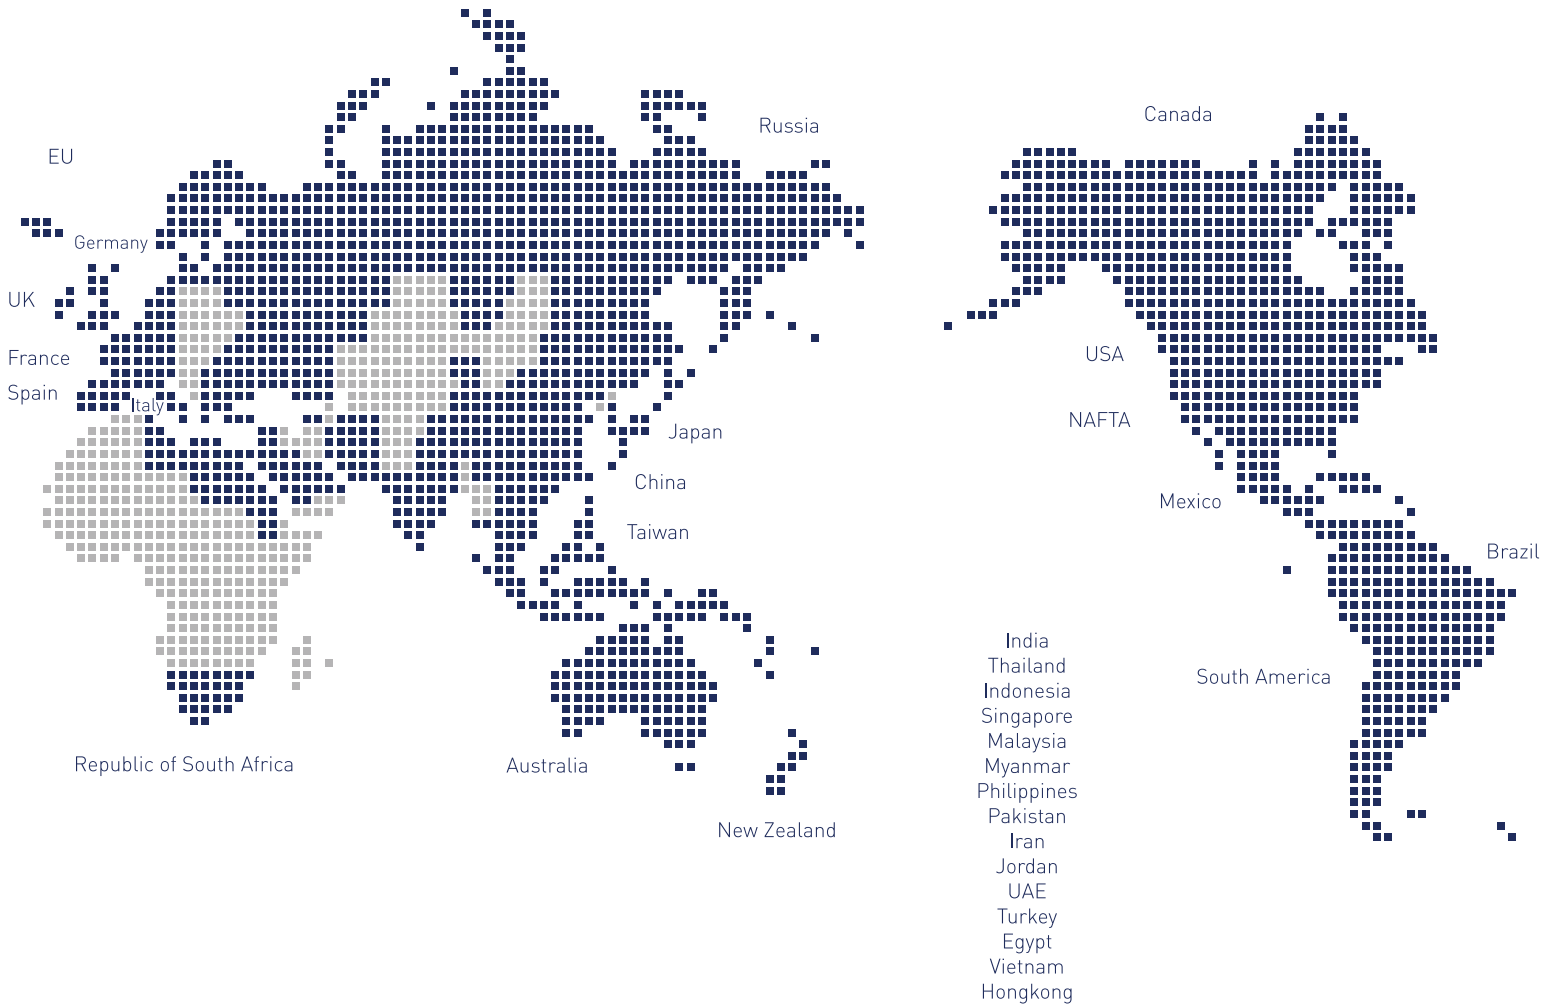 Canada
Russia
EU
Germany
UK
France
USA
Spain
Italy
NAFTA
Japan
China
Mexico
Taiwan
Brazil
India
Thailand
Indonesia
Singapore
Malaysia
Myanmar
Philippines
Pakistan
Iran
Jordan
UAE
Turkey
Egypt
Vietnam
Hongkong
South America
Republic of South Africa
Australia
New Zealand